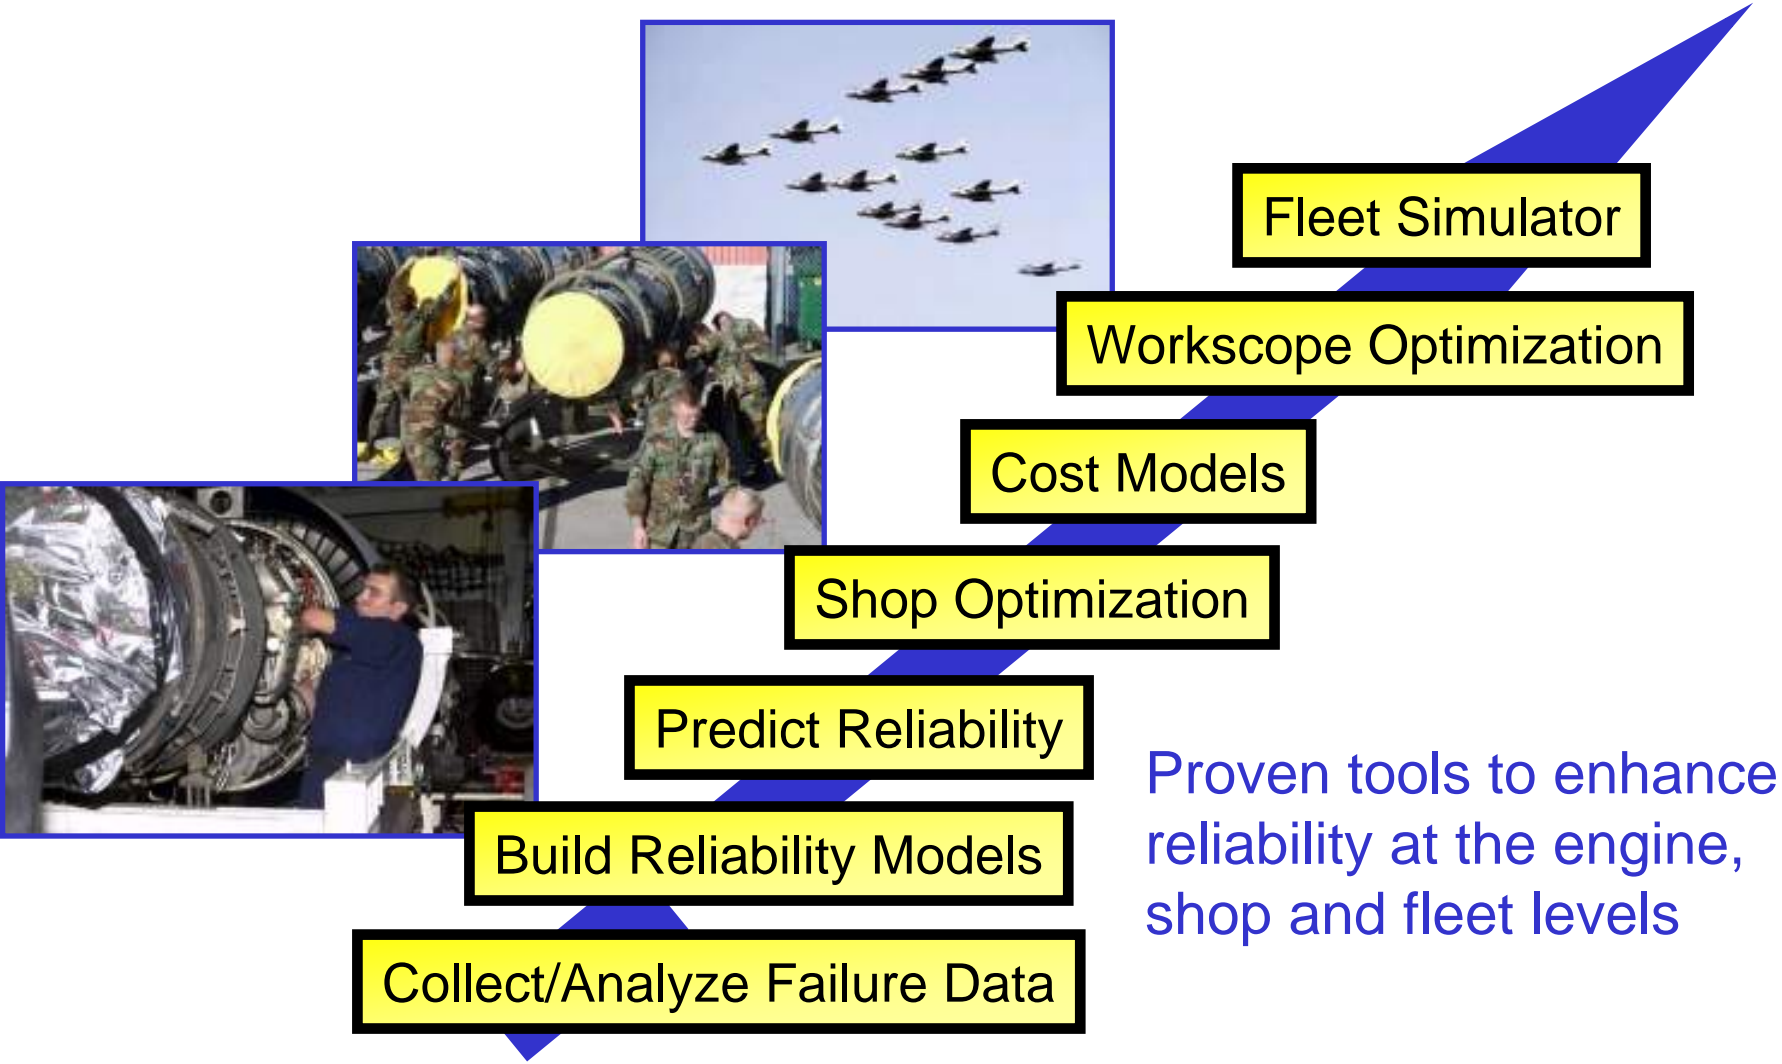 Fleet Simulator
Workscope Optimization
Cost Models
Shop Optimization
Predict Reliability
Build Reliability Models
Collect/Analyze Failure Data
Proven tools to enhance
reliability at the engine,
shop and fleet levels